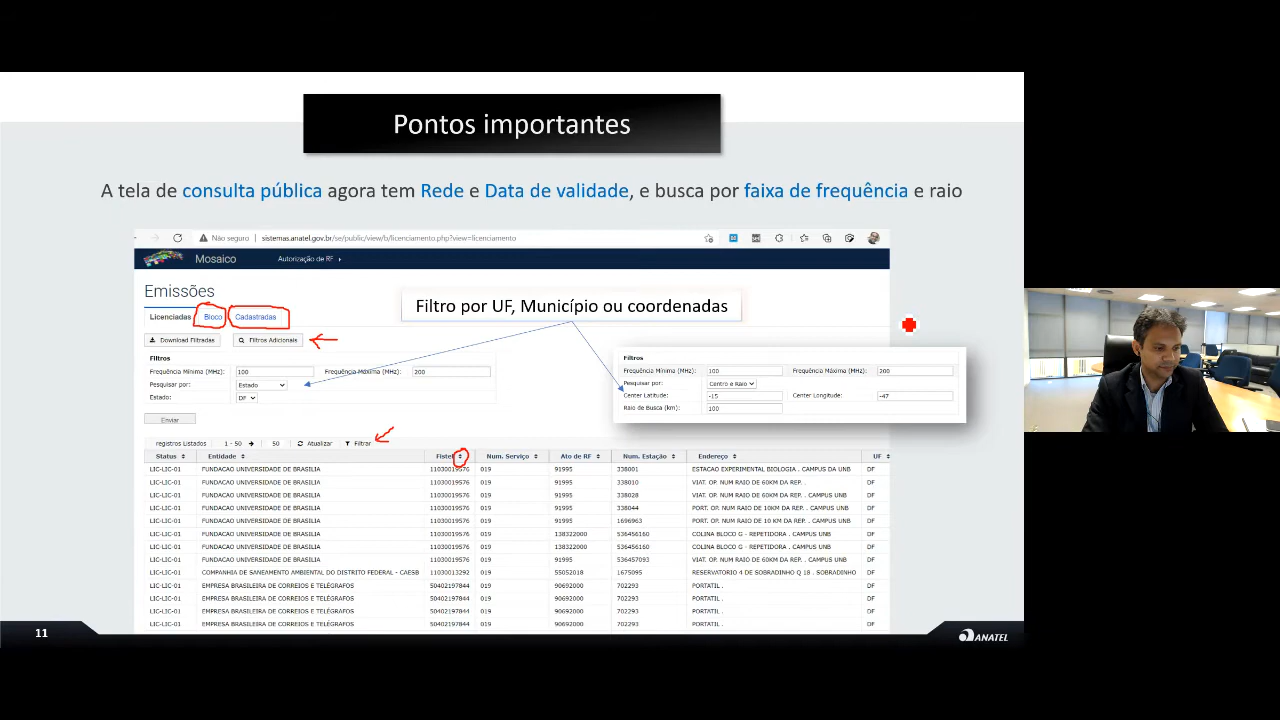 Pontos importantes
A tela de consulta pública agora tem Rede e Data de validade, e busca por faixa de frequência e raio
Não seguro sistemas.anatel.gov.br/se/public/view/b/licenciamento.php?view=licenciamento
Mosaico Autorização de RF
Emissões
Filtro por UF, Município ou coordenadas
Licenciadas Bloco Cadastradas
Download Filtradas Filtros Adicionais
Filtros
Frequência Mínima (MHz): 100 Frequência Máxima (MHz): 200
Pesquisar por: Estado
Estado: DF
Enviar
Filtros
Frequência Mínima (MHz): 100 Frequência Máxima (MHz): 200
Pesquisar por: Centro e Raio
Center Latitude: -15 Center Longitude: -47
Raio de Busca (km): 100
registros Listados 1 - 50 50 Atualizar Filtrar
Status Entidade Fistel Num. Serviço Ato de RF Num. Estação Endereço UF
LIC-LIC-01 FUNDACAO UNIVERSIDADE DE BRASILIA 11030019576 019 91995 338001 ESTACAO EXPERIMENTAL BIOLOGIA . CAMPUS DA UNB DF
LIC-LIC-01 FUNDACAO UNIVERSIDADE DE BRASILIA 11030019576 019 91995 338010 VIAT. OP. NUM RAIO DE 60KM DA REP. . DF
LIC-LIC-01 FUNDACAO UNIVERSIDADE DE BRASILIA 11030019576 019 91995 338028 VIAT. OP. NUM RAIO DE 60KM DA REP. . CAMPUS UNB DF
LIC-LIC-01 FUNDACAO UNIVERSIDADE DE BRASILIA 11030019576 019 91995 338044 PORT. OP. NUM RAIO DE 10KM DA REP. . CAMPUS UNB DF
LIC-LIC-01 FUNDACAO UNIVERSIDADE DE BRASILIA 11030019576 019 91995 1696963 PORT. OP. NUM RAIO DE 10 KM DA REP. . CAMPUS UNB DF
LIC-LIC-01 FUNDACAO UNIVERSIDADE DE BRASILIA 11030019576 019 138322000 536456160 COLINA BLOCO G - REPETIDORA . CAMPUS UNB DF
LIC-LIC-01 FUNDACAO UNIVERSIDADE DE BRASILIA 11030019576 019 138322000 536456160 COLINA BLOCO G - REPETIDORA . CAMPUS UNB DF
LIC-LIC-01 FUNDACAO UNIVERSIDADE DE BRASILIA 11030019576 019 91995 536457093 VIAT. OP. NUM RAIO DE 60KM DA REP. . CAMPUS UNB DF
LIC-LIC-01 COMPANHIA DE SANEAMENTO AMBIENTAL DO DISTRITO FEDERAL - CAESB 11030013292 019 55052018 1675095 RESERVATORIO 4 DE SOBRADINHO Q 18 . SOBRADINHO DF
LIC-LIC-01 EMPRESA BRASILEIRA DE CORREIOS E TELÉGRAFOS 50402197844 019 90692000 702293 PORTATIL . DF
LIC-LIC-01 EMPRESA BRASILEIRA DE CORREIOS E TELÉGRAFOS 50402197844 019 90692000 702293 PORTATIL . DF
LIC-LIC-01 EMPRESA BRASILEIRA DE CORREIOS E TELÉGRAFOS 50402197844 019 90692000 702293 PORTATIL . DF
LIC-LIC-01 EMPRESA BRASILEIRA DE CORREIOS E TELÉGRAFOS 50402197844 019 90692000 702293 PORTATIL . DF
11
ANATEL